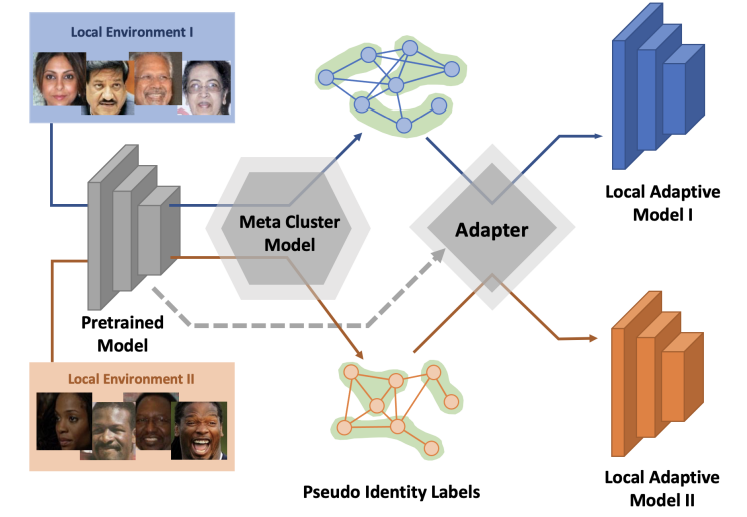 Local Environment I
Meta Cluster
Model
Adapter
Local Adaptive
Model I
Pretrained
Model
Local Environment II
Pseudo Identity Labels
Local Adaptive
Model II